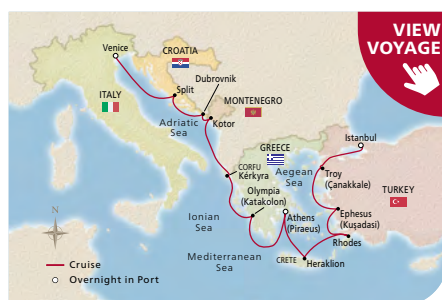 VIEW
VOYAGE
Venice
CROATIA
Split
Dubrovnik
ITALY
MONTENEGRO
Adriatic
Sea
Kotor
GREECE
Istanbul
CORFU
Kérkyra
Aegean
Sea
Troy
(Çanakkale)
Olympia
(Katakolon)
TURKEY
Ionian
Sea
Athens
(Piraeus)
Ephesus
(Kuşadasi)
Rhodes
Mediterranean
Sea
CRETE
Heraklion
N
Cruise
Overnight in Port